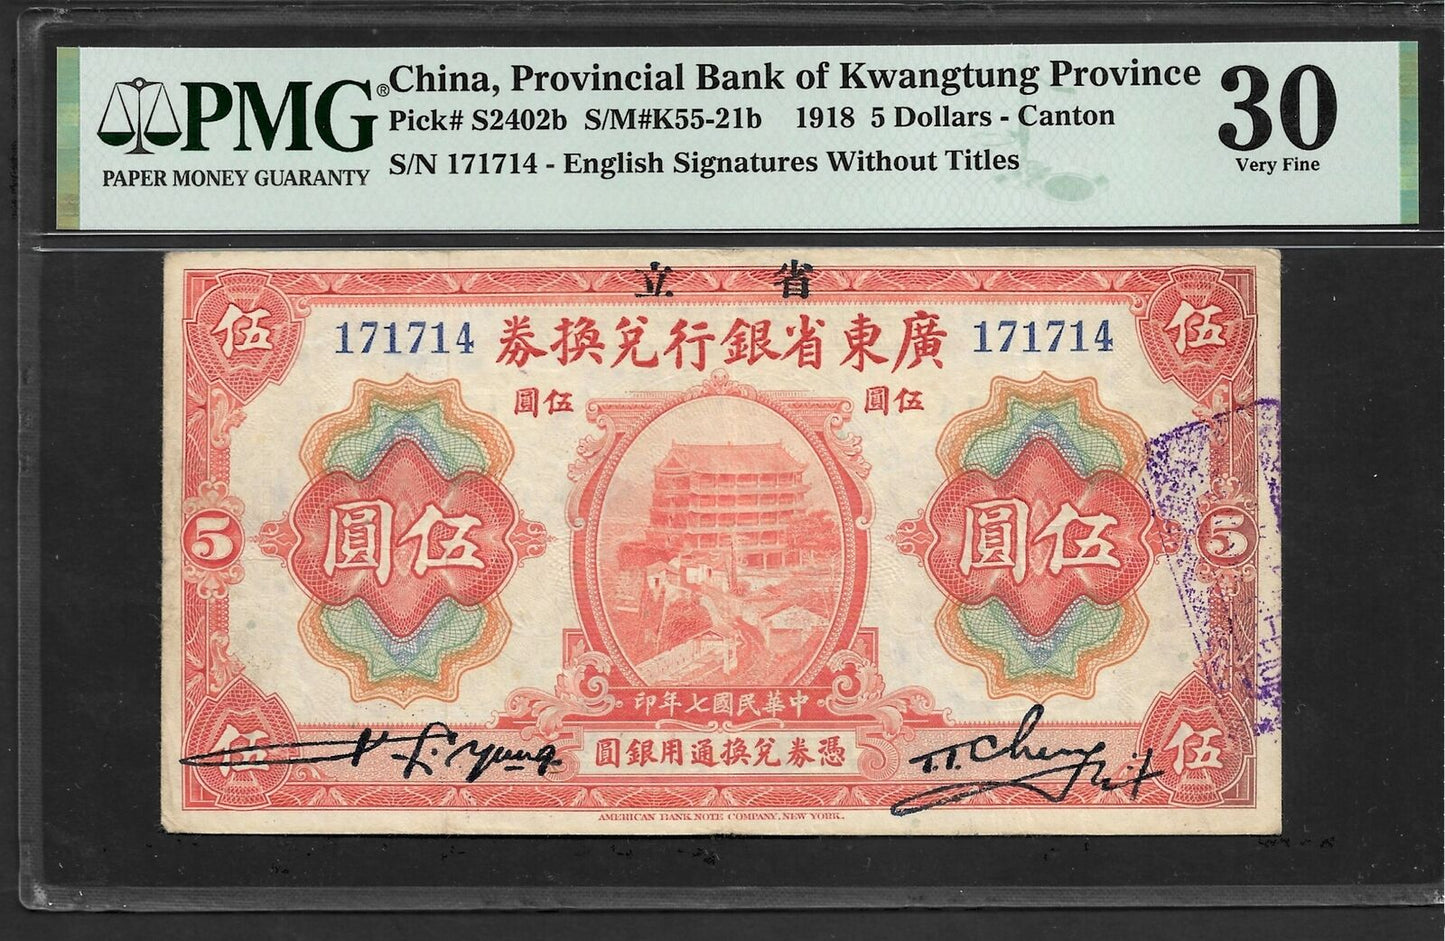 PMG®
PAPER MONEY GUARANTY
China, Provincial Bank of Kwangtung Province
Pick# S2402b S/M#K55-21b 1918 5 Dollars - Canton
S/N 171714 - English Signatures Without Titles
30
Very Fine
立 省
伍 伍
171714 券換兌行銀省東廣 171714
圓伍 圓伍
圓伍 圓伍
5 5
印年七國民華中
伍 伍
圓銀用通換兌券憑
T.T. Cheng
AMERICAN BANK NOTE COMPANY, NEW YORK.